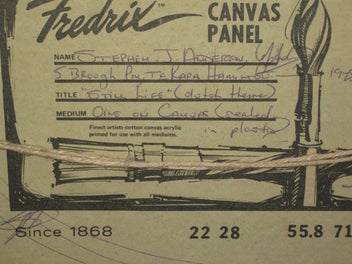 Fredrix™ CANVAS
PANEL
NAME Stephen J Anderson
5 Brough Pl, Te Rapa Hamilton 
TITLE "Still Life" (dutch theme)
MEDIUM Oils on Canvas (sealed
in plastic)
Finest artists cotton canvas acrylic
primed for use with all mediums.
Since 1868 22 28 55.8 71